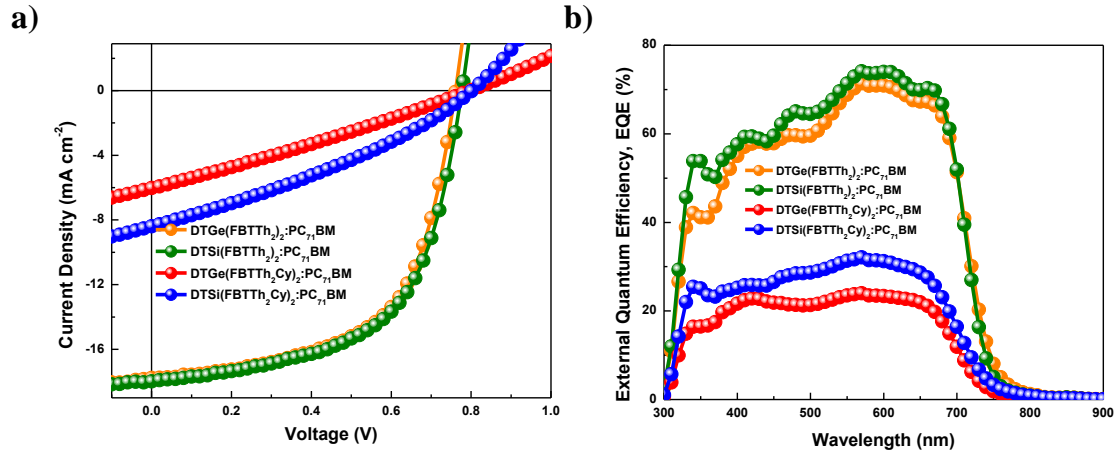 a)
0
-4
-8
-12
-16
0.0 0.2 0.4 0.6 0.8 1.0
Current Density (mA cm⁻²)
Voltage (V)
DTGe(FBTTh₂)₂:PC₇₁BM
DTSi(FBTTh₂)₂:PC₇₁BM
DTGe(FBTTh₂Cy)₂:PC₇₁BM
DTSi(FBTTh₂Cy)₂:PC₇₁BM
b)
80
60
40
20
0
300 400 500 600 700 800 900
External Quantum Efficiency, EQE (%)
Wavelength (nm)
DTGe(FBTTh₂)₂:PC₇₁BM
DTSi(FBTTh₂)₂:PC₇₁BM
DTGe(FBTTh₂Cy)₂:PC₇₁BM
DTSi(FBTTh₂Cy)₂:PC₇₁BM